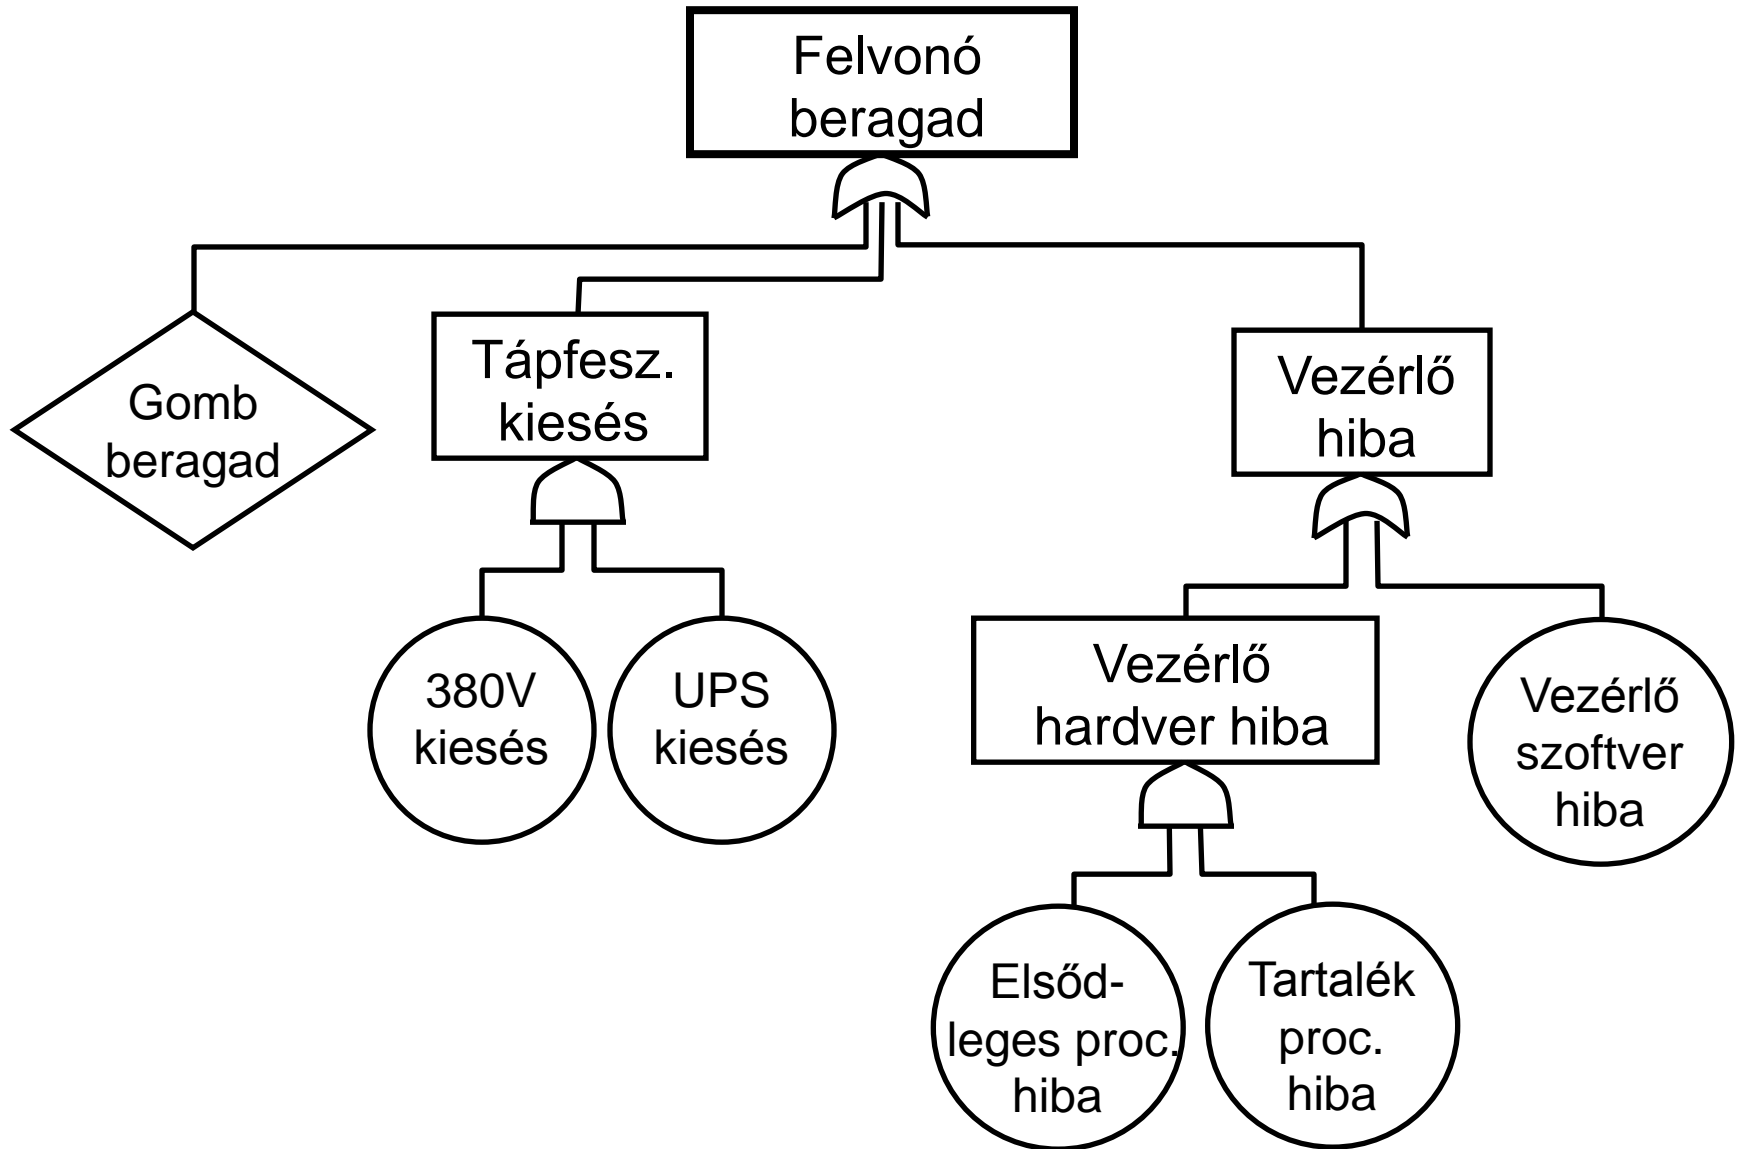 Felvonó
beragad
Gomb
beragad
Tápfesz.
kiesés
Vezérlő
hiba
380V
kiesés
UPS
kiesés
Vezérlő
hardver hiba
Vezérlő
szoftver
hiba
Elsőd-
leges proc.
hiba
Tartalék
proc.
hiba